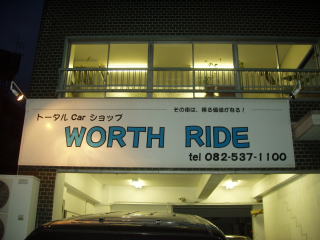 その街は、乗る価値がある!
トータル Car ショップ
WORTH RIDE
tel 082-537-1100